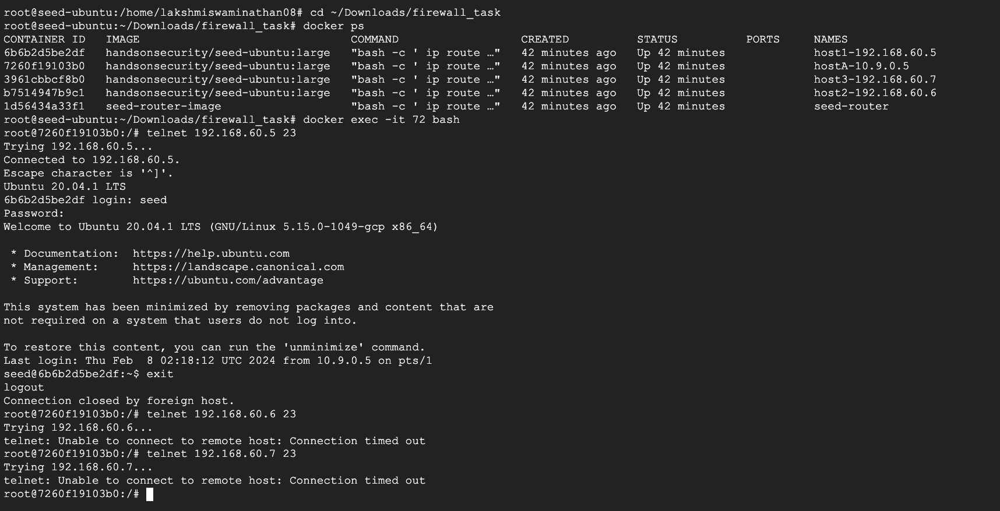 root@seed-ubuntu:/home/lakshmiswaminathan08# cd ~/Downloads/firewall_task
root@seed-ubuntu:~/Downloads/firewall_task# docker ps
CONTAINER ID   IMAGE                               COMMAND                  CREATED          STATUS          PORTS     NAMES
6b6b2d5be2df   handsonsecurity/seed-ubuntu:large   "bash -c ' ip route …"   42 minutes ago   Up 42 minutes             host1-192.168.60.5
7260f19103b0   handsonsecurity/seed-ubuntu:large   "bash -c ' ip route …"   42 minutes ago   Up 42 minutes             hostA-10.9.0.5
3961cbbcf8b0   handsonsecurity/seed-ubuntu:large   "bash -c ' ip route …"   42 minutes ago   Up 42 minutes             host3-192.168.60.7
b7514947b9c1   handsonsecurity/seed-ubuntu:large   "bash -c ' ip route …"   42 minutes ago   Up 42 minutes             host2-192.168.60.6
1d56434a33f1   seed-router-image                   "bash -c ' ip route …"   42 minutes ago   Up 42 minutes             seed-router
root@seed-ubuntu:~/Downloads/firewall_task# docker exec -it 72 bash
root@7260f19103b0:/# telnet 192.168.60.5 23
Trying 192.168.60.5...
Connected to 192.168.60.5.
Escape character is '^]'.
Ubuntu 20.04.1 LTS
6b6b2d5be2df login: seed
Password:
Welcome to Ubuntu 20.04.1 LTS (GNU/Linux 5.15.0-1049-gcp x86_64)
 * Documentation:  https://help.ubuntu.com
 * Management:     https://landscape.canonical.com
 * Support:        https://ubuntu.com/advantage
This system has been minimized by removing packages and content that are
not required on a system that users do not log into.
To restore this content, you can run the 'unminimize' command.
Last login: Thu Feb  8 02:18:12 UTC 2024 from 10.9.0.5 on pts/1
seed@6b6b2d5be2df:~$ exit
logout
Connection closed by foreign host.
root@7260f19103b0:/# telnet 192.168.60.6 23
Trying 192.168.60.6...
telnet: Unable to connect to remote host: Connection timed out
root@7260f19103b0:/# telnet 192.168.60.7 23
Trying 192.168.60.7...
telnet: Unable to connect to remote host: Connection timed out
root@7260f19103b0:/#